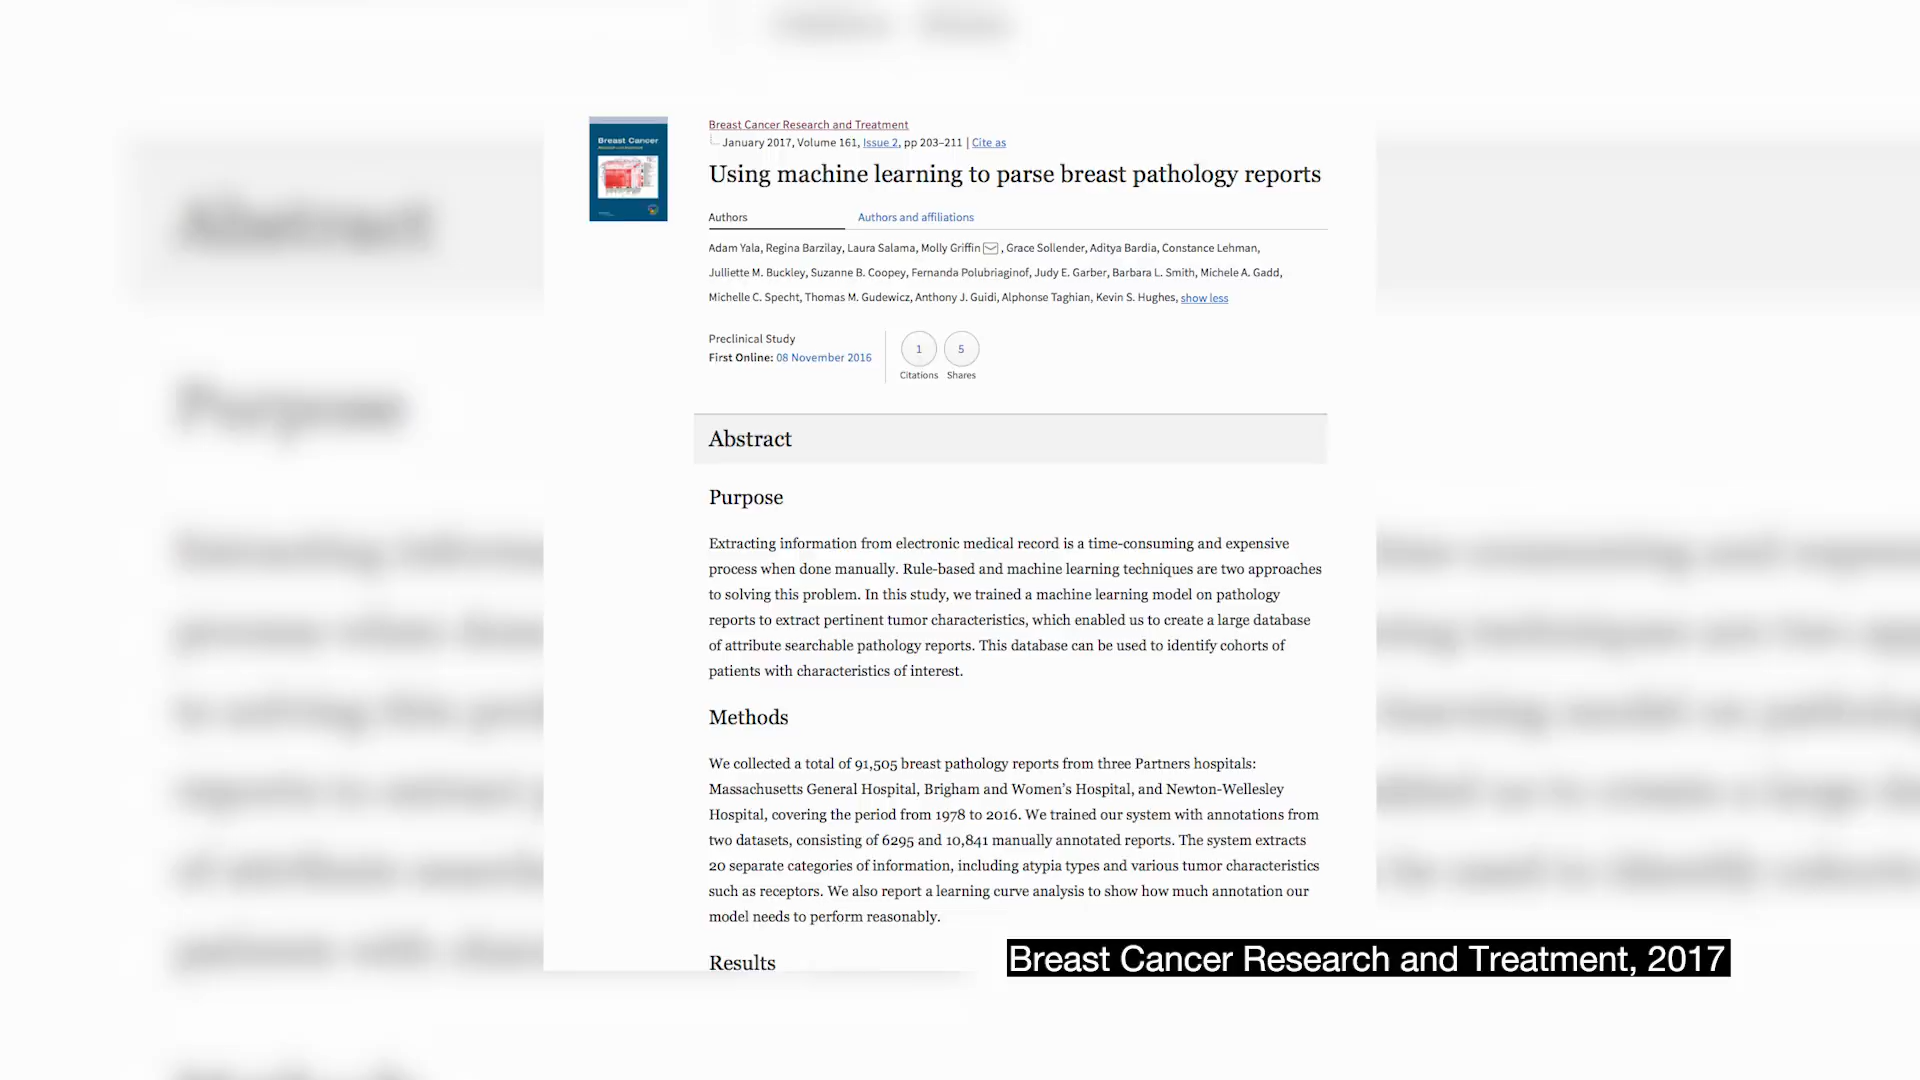 Breast Cancer
Breast Cancer Research and Treatment
January 2017, Volume 161, Issue 2, pp 203–211 | Cite as
Using machine learning to parse breast pathology reports
Authors Authors and affiliations
Adam Yala, Regina Barzilay, Laura Salama, Molly Griffin, Grace Sollender, Aditya Bardia, Constance Lehman,
Julliette M. Buckley, Suzanne B. Coopey, Fernanda Polubriaginof, Judy E. Garber, Barbara L. Smith, Michele A. Gadd,
Michelle C. Specht, Thomas M. Gudewicz, Anthony J. Guidi, Alphonse Taghian, Kevin S. Hughes, show less
Preclinical Study
First Online: 08 November 2016
1 5
Citations Shares
Abstract
Purpose
Extracting information from electronic medical record is a time-consuming and expensive
process when done manually. Rule-based and machine learning techniques are two approaches
to solving this problem. In this study, we trained a machine learning model on pathology
reports to extract pertinent tumor characteristics, which enabled us to create a large database
of attribute searchable pathology reports. This database can be used to identify cohorts of
patients with characteristics of interest.
Methods
We collected a total of 91,505 breast pathology reports from three Partners hospitals:
Massachusetts General Hospital, Brigham and Women's Hospital, and Newton-Wellesley
Hospital, covering the period from 1978 to 2016. We trained our system with annotations from
two datasets, consisting of 6295 and 10,841 manually annotated reports. The system extracts
20 separate categories of information, including atypia types and various tumor characteristics
such as receptors. We also report a learning curve analysis to show how much annotation our
model needs to perform reasonably.
Results
Breast Cancer Research and Treatment, 2017
Abstract
Purpose